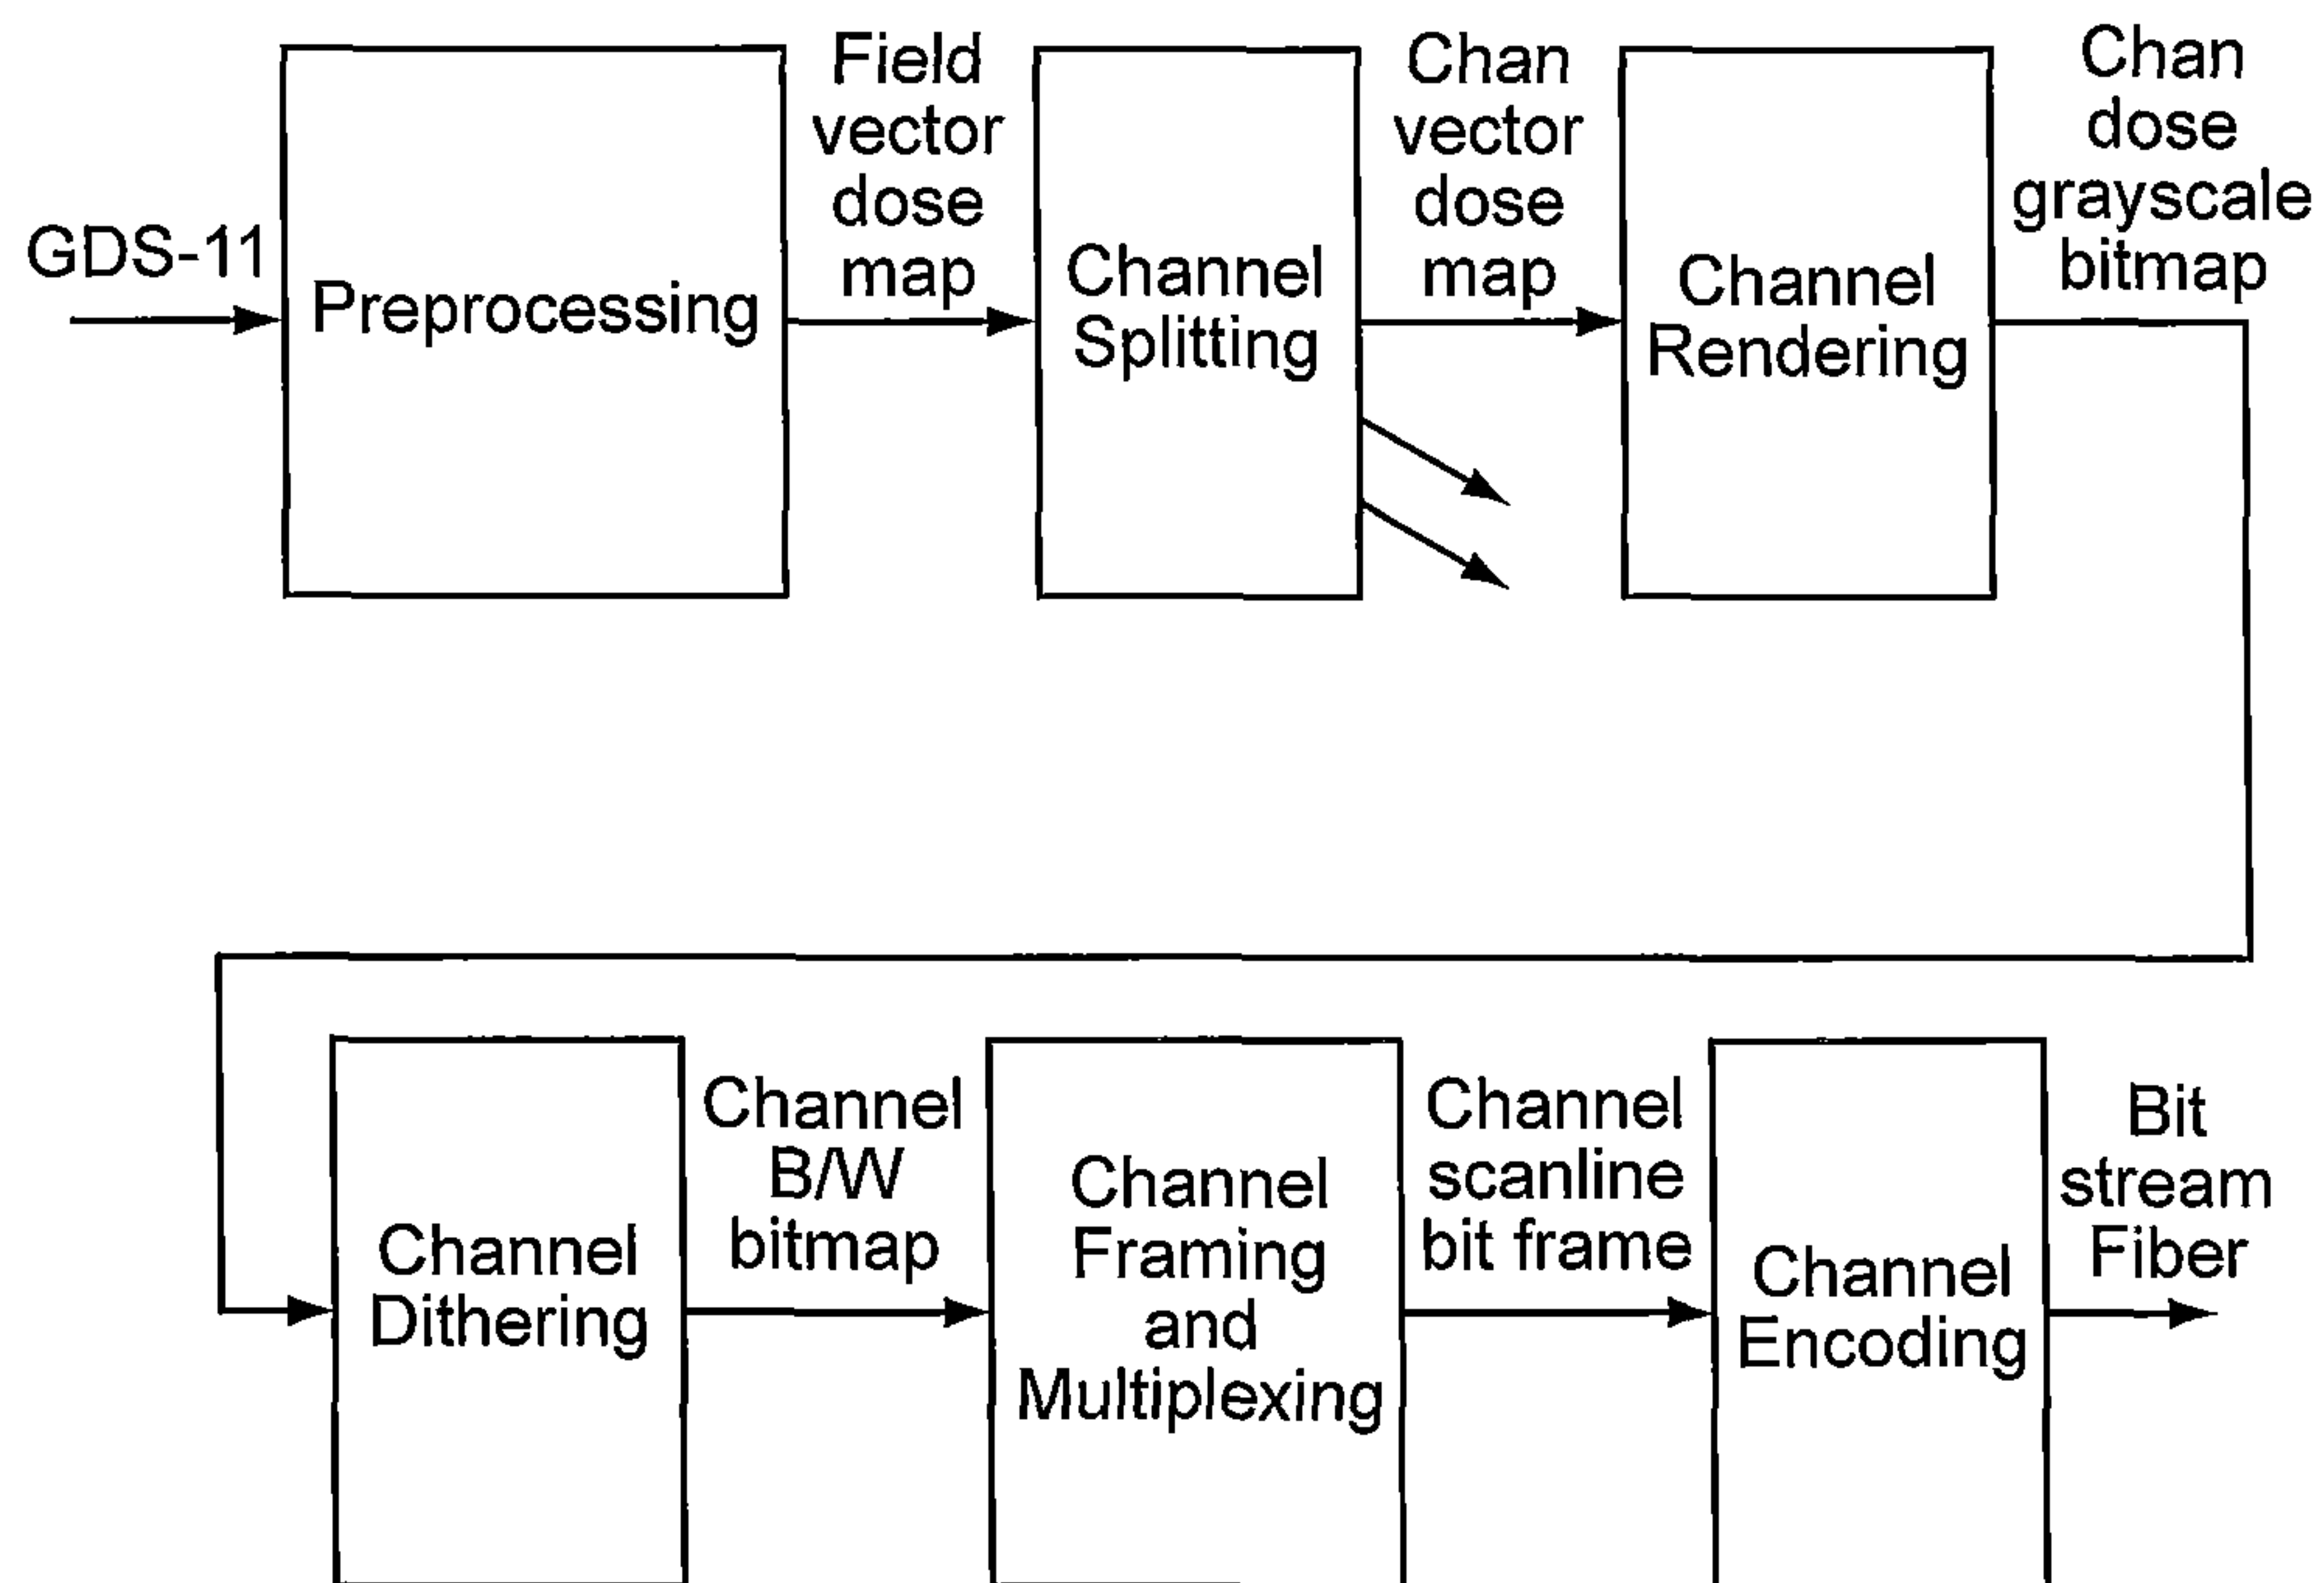 GDS-11
Preprocessing
Field
vector
dose
map
Channel
Splitting
Chan
vector
dose
map
Channel
Rendering
Chan
dose
grayscale
bitmap
Channel
Dithering
Channel
B/W
bitmap
Channel
Framing
and
Multiplexing
Channel
scanline
bit frame
Channel
Encoding
Bit
stream
Fiber